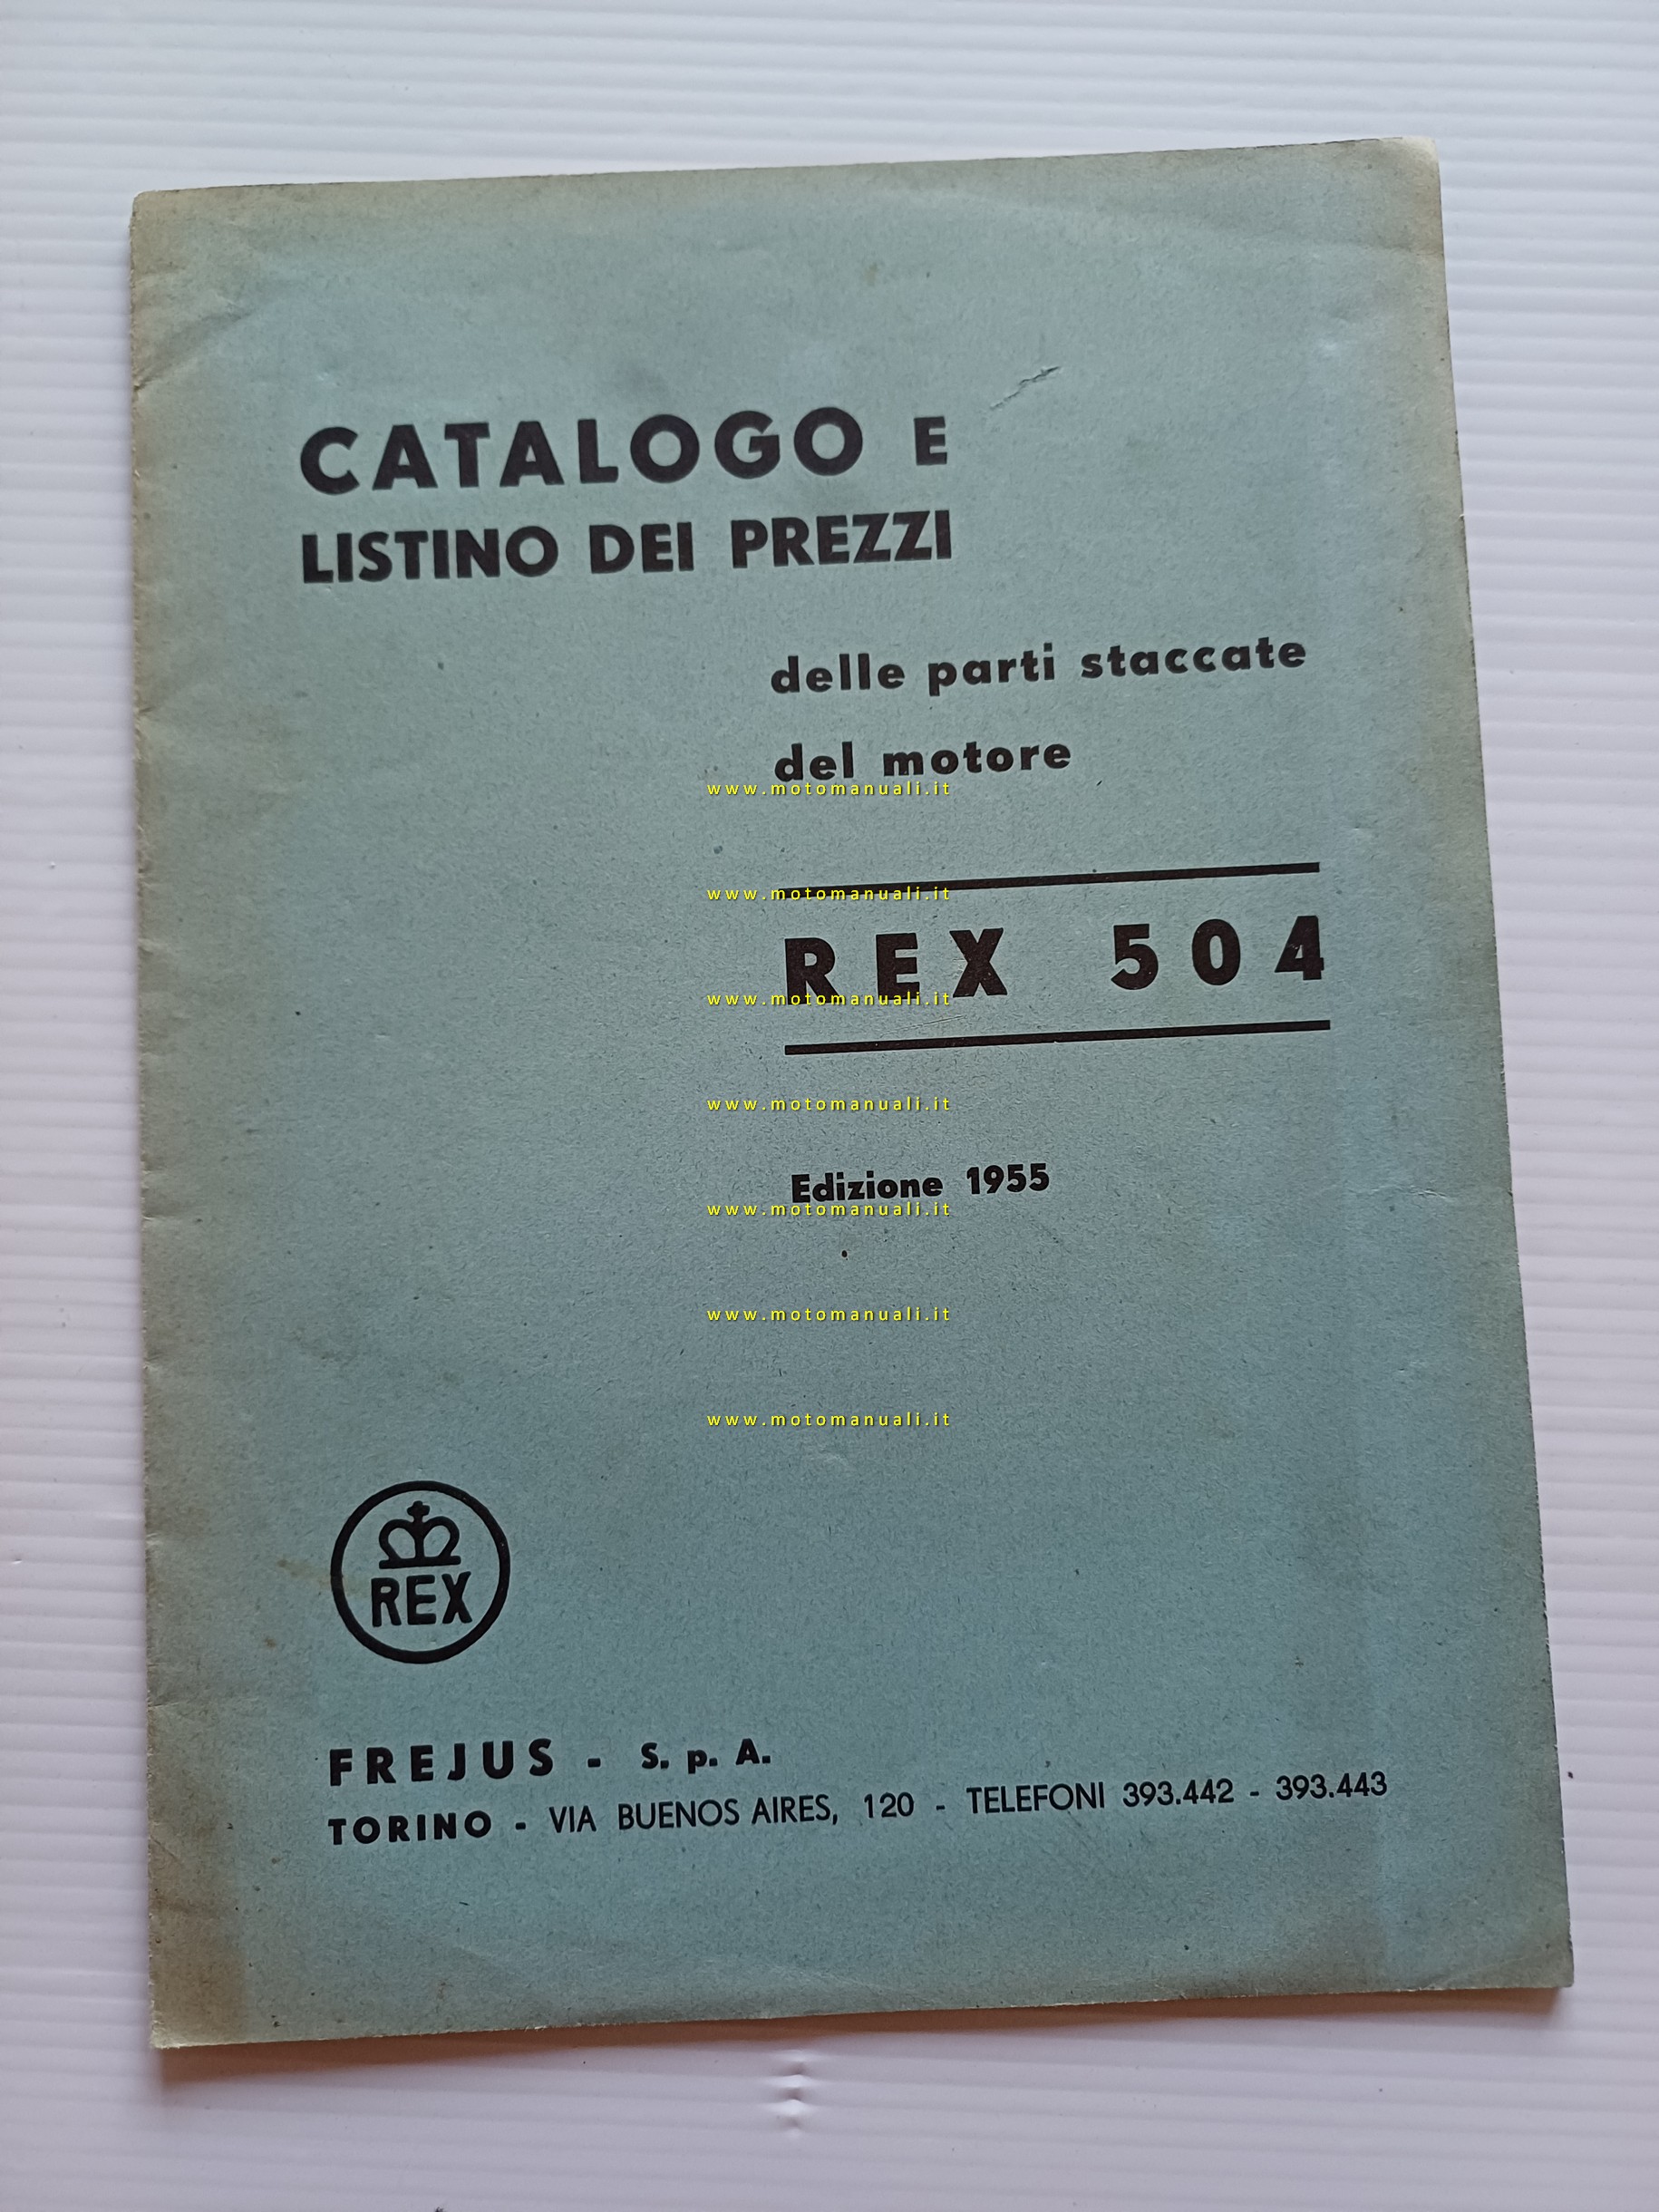 CATALOGO E
LISTINO DEI PREZZI
delle parti staccate
del motore
www.motomanuali.it
www.motomanuali.it
REX 504
www.motomanuali.it
www.motomanuali.it
Edizione 1955
www.motomanuali.it
www.motomanuali.it
www.motomanuali.it
REX
FREJUS - S. p. A.
TORINO - VIA BUENOS AIRES, 120 - TELEFONI 393.442 - 393.443